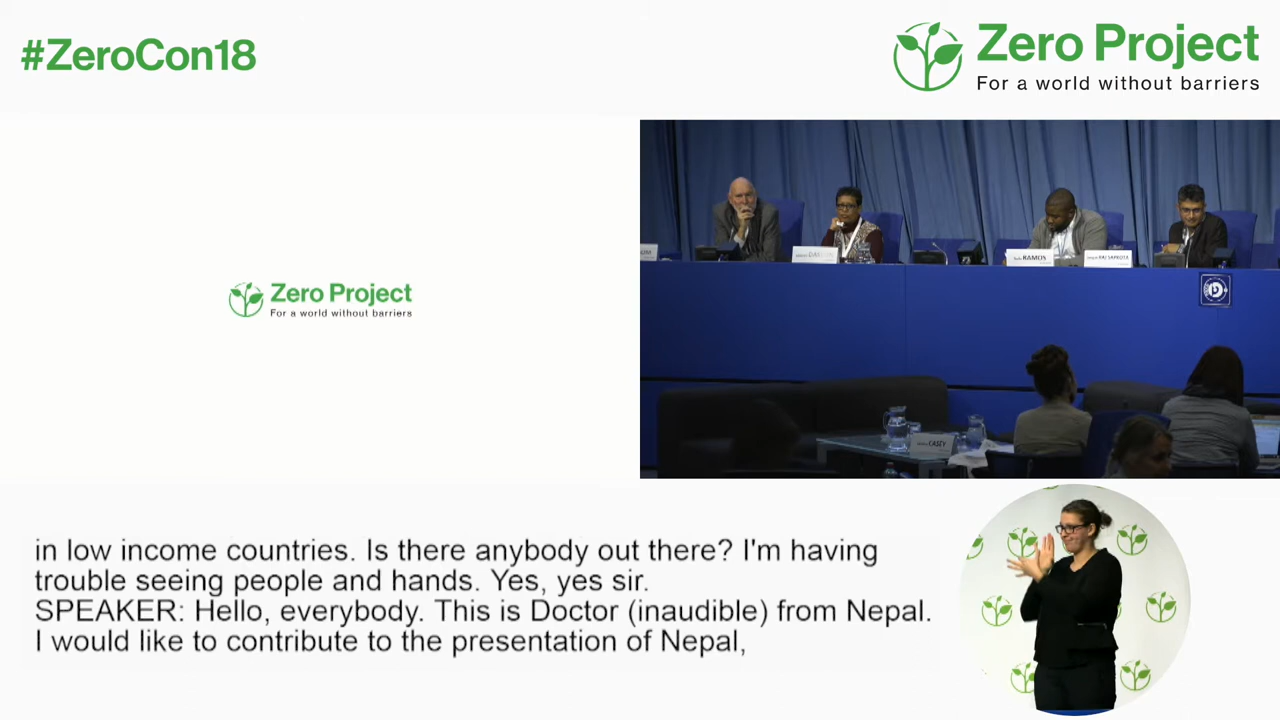 #ZeroCon18
Zero Project
For a world without barriers
Zero Project
For a world without barriers
RAMOS
CASEY
in low income countries. Is there anybody out there? I'm having
trouble seeing people and hands. Yes, yes sir.
SPEAKER: Hello, everybody. This is Doctor (inaudible) from Nepal.
I would like to contribute to the presentation of Nepal,